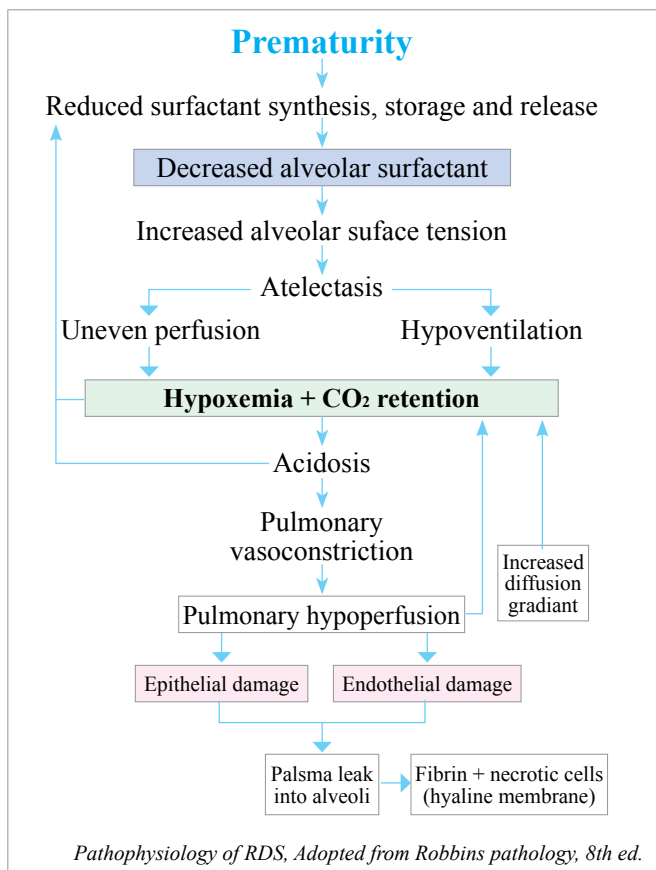 Prematurity
Reduced surfactant synthesis, storage and release
Decreased alveolar surfactant
Increased alveolar suface tension
Atelectasis
Uneven perfusion
Hypoventilation
Hypoxemia + CO₂ retention
Acidosis
Pulmonary
vasoconstriction
Increased
diffusion
gradiant
Pulmonary hypoperfusion
Epithelial damage
Endothelial damage
Palsma leak
into alveoli
Fibrin + necrotic cells
(hyaline membrane)
Pathophysiology of RDS, Adopted from Robbins pathology, 8th ed.